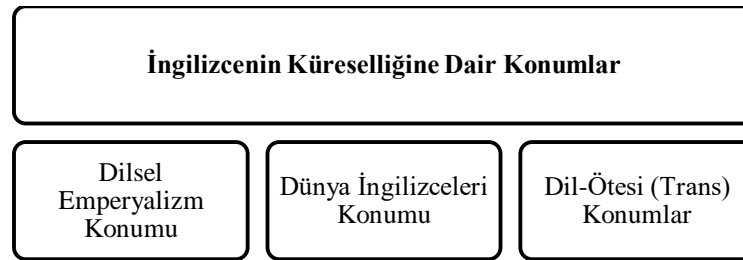 İngilizcenin Küreselliğine Dair Konumlar
Dilsel
Emperyalizm
Konumu
Dünya İngilizceleri
Konumu
Dil-Ötesi (Trans)
Konumlar